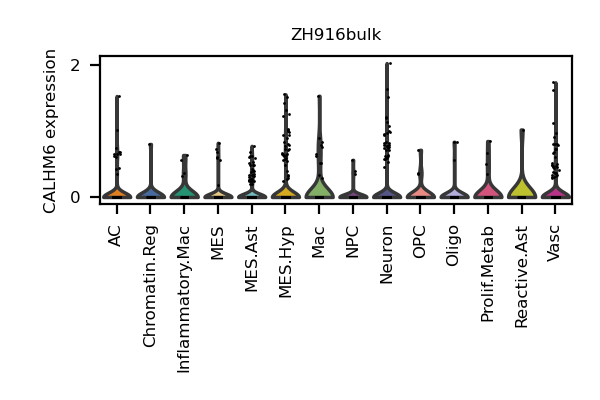 ZH916bulk
CALHM6 expression
2
0
AC
Chromatin.Reg
Inflammatory.Mac
MES
MES.Ast
MES.Hyp
Mac
NPC
Neuron
OPC
Oligo
Prolif.Metab
Reactive.Ast
Vasc